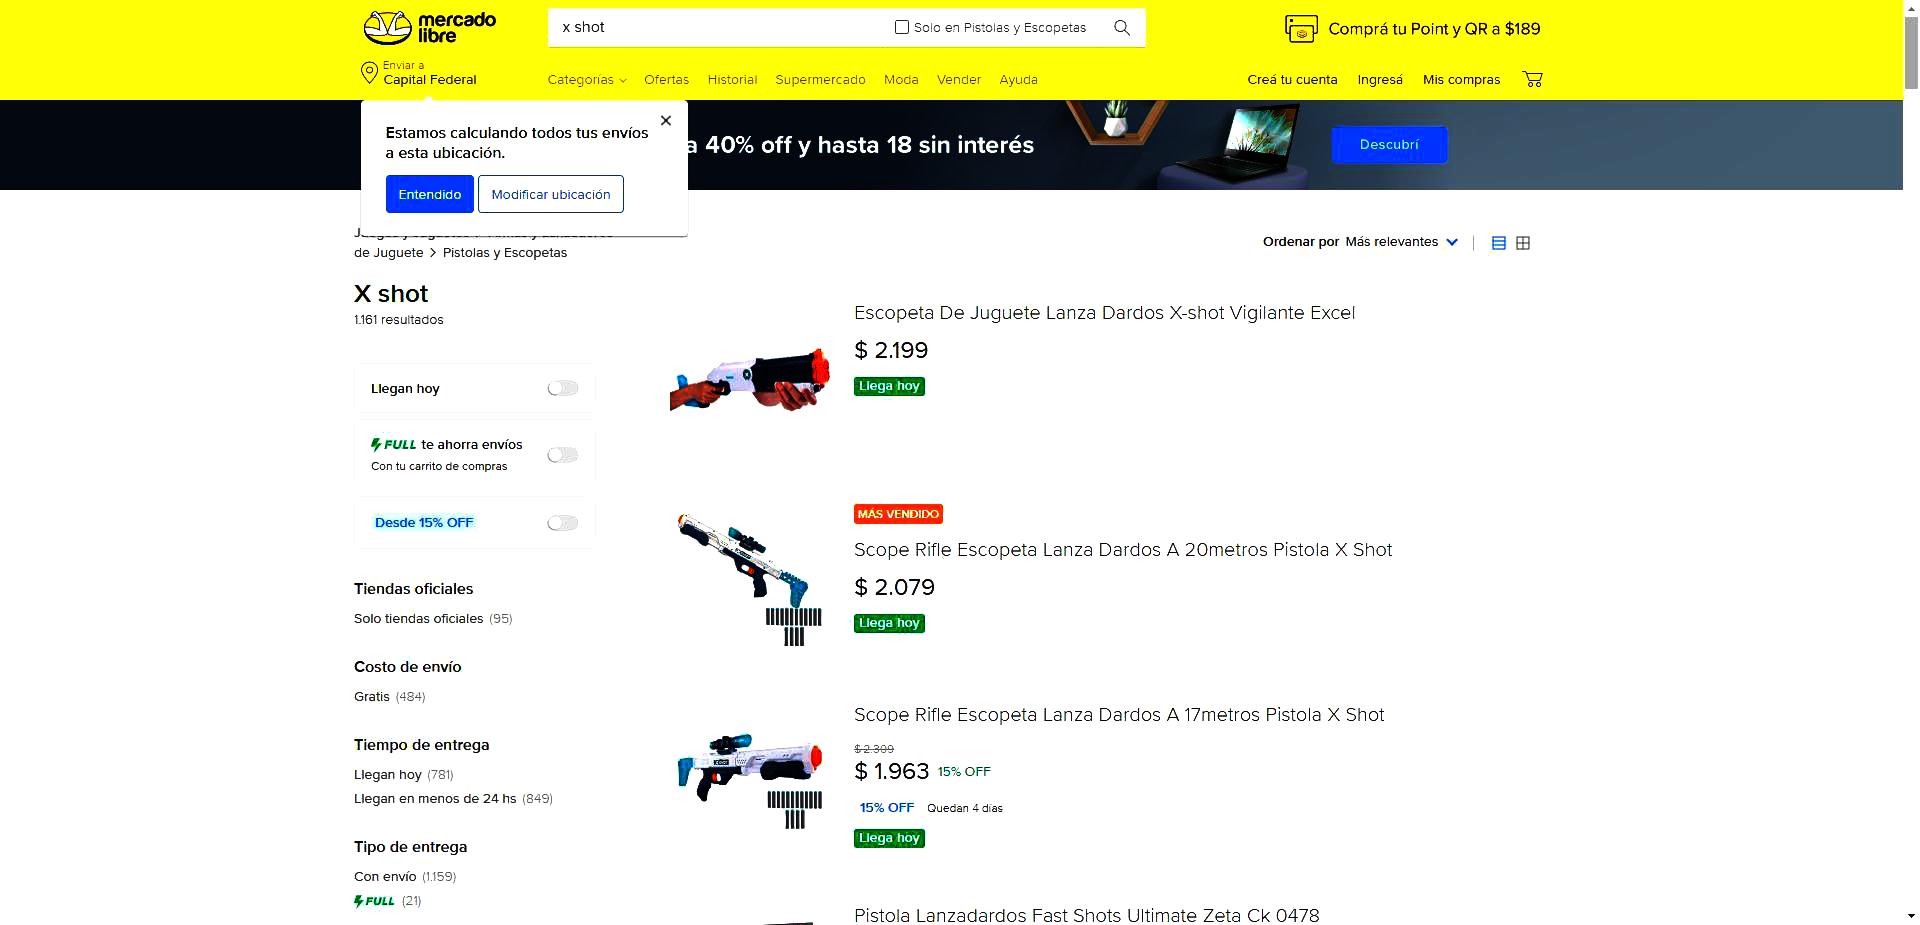 mercado
libre
x shot
Solo en Pistolas y Escopetas
Comprá tu Point y QR a $189
Enviar a
Capital Federal
Categorías
Ofertas
Historial
Supermercado
Moda
Vender
Ayuda
Creá tu cuenta
Ingresá
Mis compras
Estamos calculando todos tus envíos
a esta ubicación.
Entendido
Modificar ubicación
a 40% off y hasta 18 sin interés
Descubrí
de Juguete > Pistolas y Escopetas
Ordenar por Más relevantes
X shot
1.161 resultados
Llegan hoy
FULL te ahorra envíos
Con tu carrito de compras
Desde 15% OFF
Tiendas oficiales
Solo tiendas oficiales (95)
Costo de envío
Gratis (484)
Tiempo de entrega
Llegan hoy (781)
Llegan en menos de 24 hs (849)
Tipo de entrega
Con envío (1.159)
FULL (21)
Escopeta De Juguete Lanza Dardos X-shot Vigilante Excel
$ 2.199
Llega hoy
MÁS VENDIDO
Scope Rifle Escopeta Lanza Dardos A 20metros Pistola X Shot
$ 2.079
Llega hoy
Scope Rifle Escopeta Lanza Dardos A 17metros Pistola X Shot
$ 2.309
$ 1.963 15% OFF
15% OFF Quedan 4 días
Llega hoy
Pistola Lanzadardos Fast Shots Ultimate Zeta Ck 0478